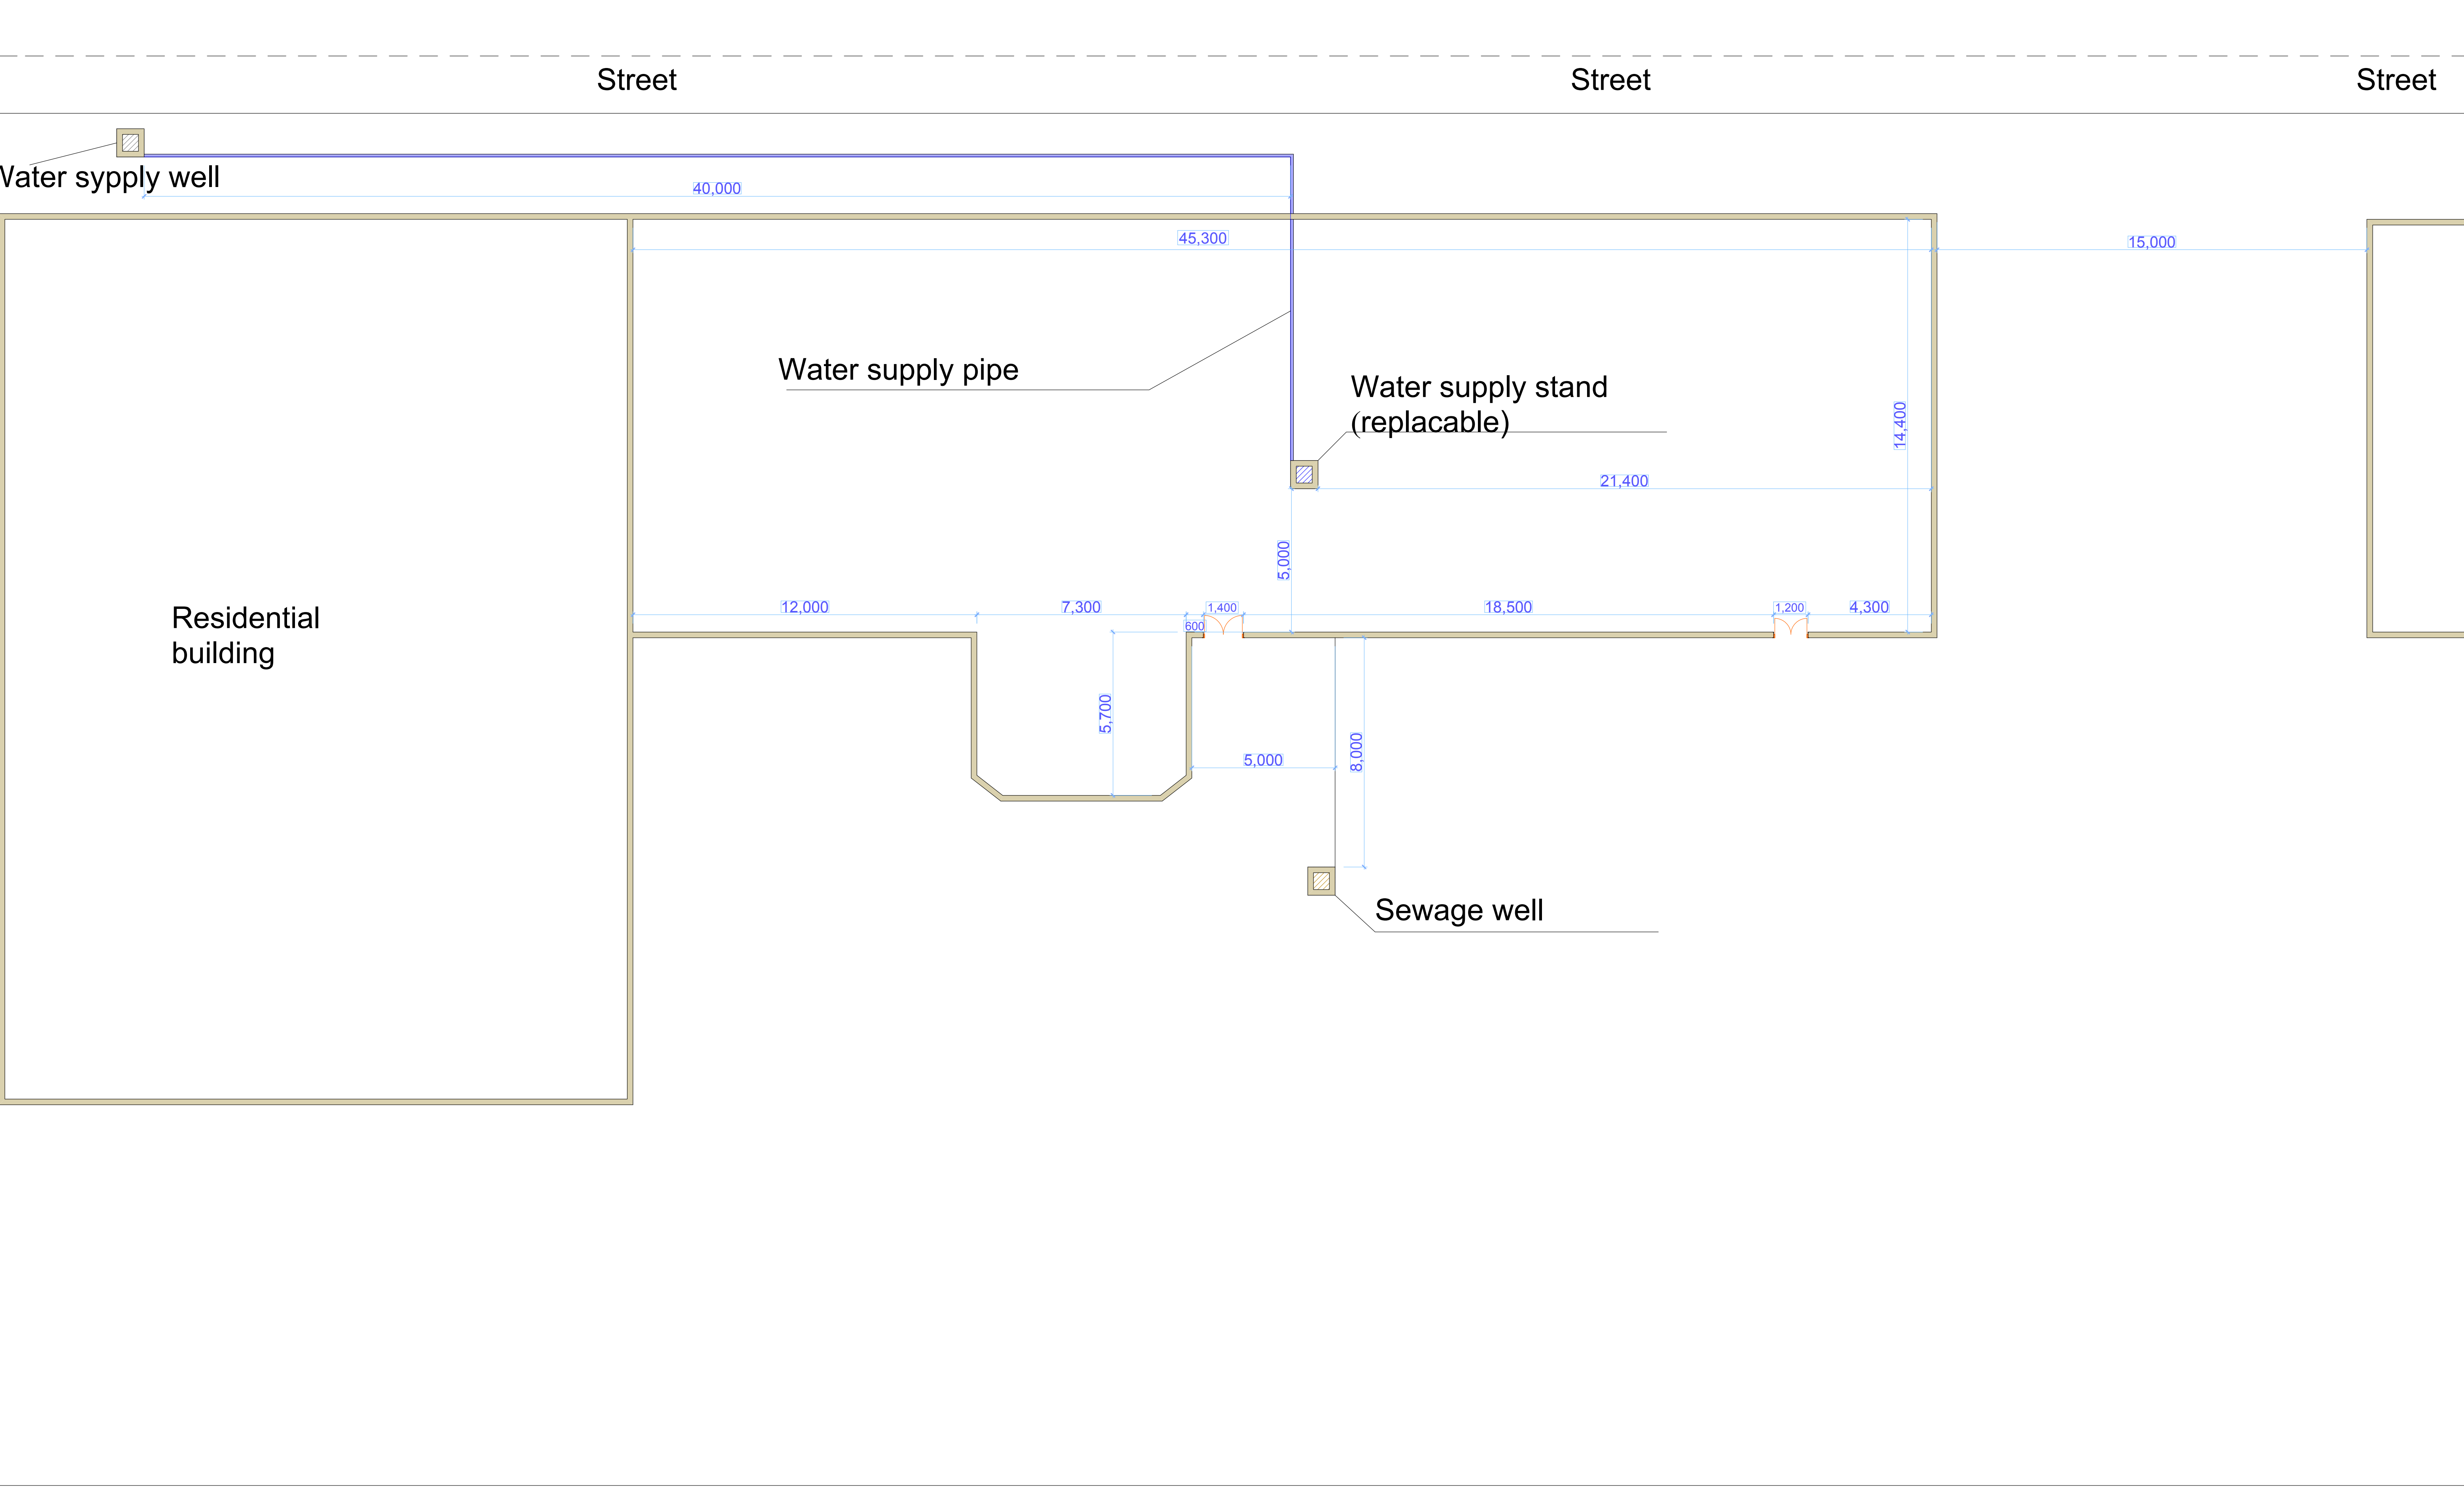 Street Street Street
Water sypply well
40,000
45,300
15,000
Water supply pipe
Water supply stand
(replacable)
14,400
21,400
5,000
12,000 7,300 1,400 18,500 1,200 4,300
600
Residential
building
5,700
5,000
8,000
Sewage well